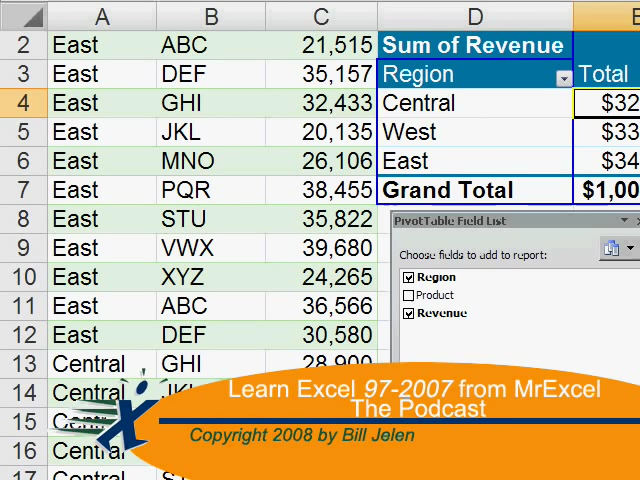 A B C D E
2 East ABC 21,515 Sum of Revenue
3 East DEF 35,157 Region Total
4 East GHI 32,433 Central $32
5 East JKL 20,135 West $33
6 East MNO 26,106 East $34
7 East PQR 38,455 Grand Total $1,00
8 East STU 35,822
PivotTable Field List
9 East VWX 39,680
Choose fields to add to report:
10 East XYZ 24,265
Region
Product
11 East ABC 36,566
Revenue
12 East DEF 30,580
13 Central GHI 28,900
14 Central
Learn Excel 97-2007 from MrExcel
The Podcast
15 Central
Copyright 2008 by Bill Jelen
16 Central
17 Central